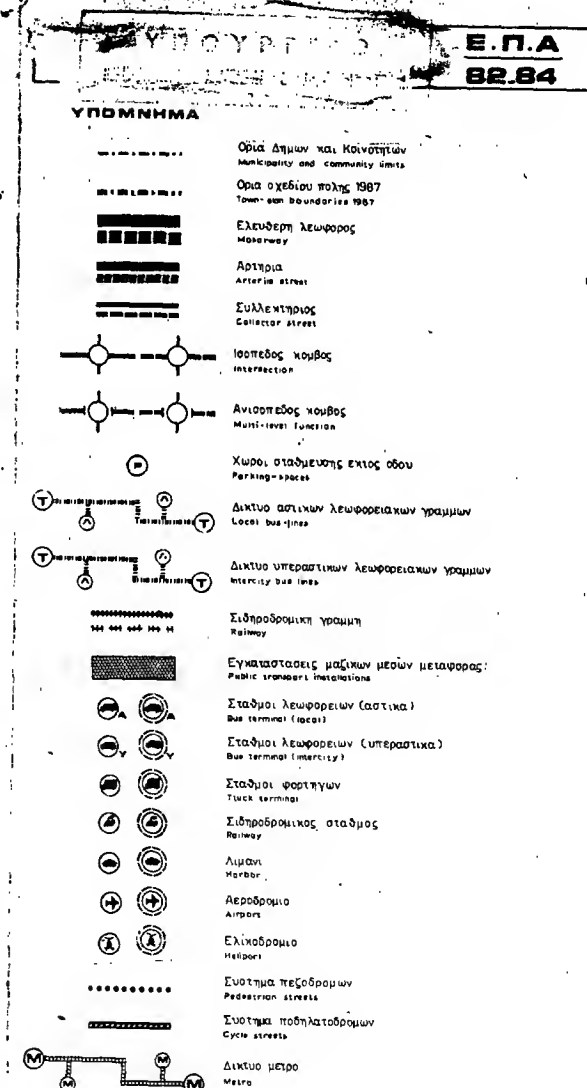 ΥΠΟΥΡΓΕΙΟ
Ε.Π.Α
82.84
ΥΠΟΜΝΗΜΑ
Ορια Δημων και Κοινοτητων
Municipality and community limits
Ορια σχεδιου πολης 1987
Town-plan boundaries 1987
Ελευθερη λεωφορος
Motorway
Αρτηρια
Arteria street
Συλλεκτηριος
Collector street
Ισοπεδος κομβος
Intersection
Ανισοπεδος κομβος
Multi-level function
P
Χωροι σταθμευσης εκτος οδου
Parking-spaces
T
T
Δικτυο αστικων λεωφορειακων γραμμων
Local bus-lines
T
T
Δικτυο υπεραστικων λεωφορειακων γραμμων
Intercity bus lines
Σιδηροδρομικη γραμμη
Railway
Εγκαταστασεις μαζικων μεσων μεταφορας:
Public transport installations
A A
Σταθμοι λεωφορειων (αστικα)
Bus terminal (local)
Y Y
Σταθμοι λεωφορειων (υπεραστικα)
Bus terminal (intercity)
Σταθμοι φορτηγων
Truck terminal
Σιδηροδρομικος σταθμος
Railway
Λιμανι
Harbor
Αεροδρομιο
Airport
Ελικοδρομιο
Heliport
Συστημα πεζοδρομων
Pedestrian streets
Συστημα ποδηλατοδρομων
Cycle streets
M M
M M
Δικτυο μετρο
Metro